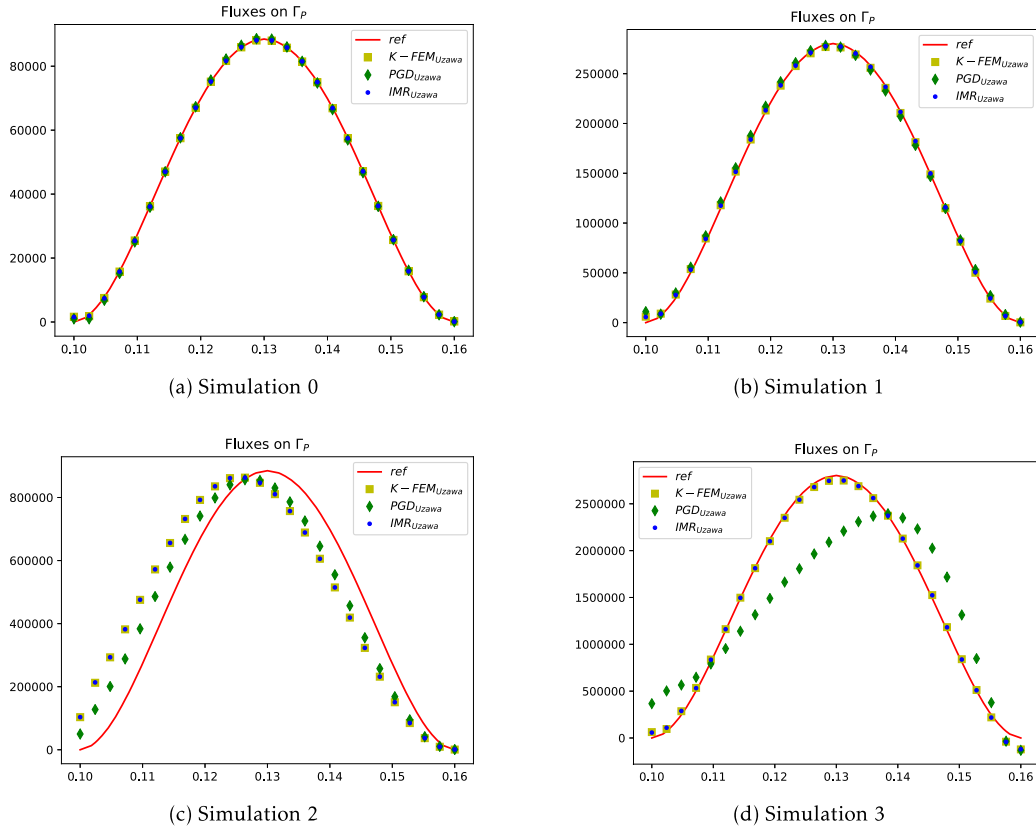 Fluxes on Γ_P
ref
K − FEM_Uzawa
PGD_Uzawa
IMR_Uzawa
80000
60000
40000
20000
0
0.10 0.11 0.12 0.13 0.14 0.15 0.16
(a) Simulation 0
Fluxes on Γ_P
ref
K − FEM_Uzawa
PGD_Uzawa
IMR_Uzawa
250000
200000
150000
100000
50000
0
0.10 0.11 0.12 0.13 0.14 0.15 0.16
(b) Simulation 1
Fluxes on Γ_P
ref
K − FEM_Uzawa
PGD_Uzawa
IMR_Uzawa
800000
600000
400000
200000
0
0.10 0.11 0.12 0.13 0.14 0.15 0.16
(c) Simulation 2
Fluxes on Γ_P
ref
K − FEM_Uzawa
PGD_Uzawa
IMR_Uzawa
2500000
2000000
1500000
1000000
500000
0
0.10 0.11 0.12 0.13 0.14 0.15 0.16
(d) Simulation 3